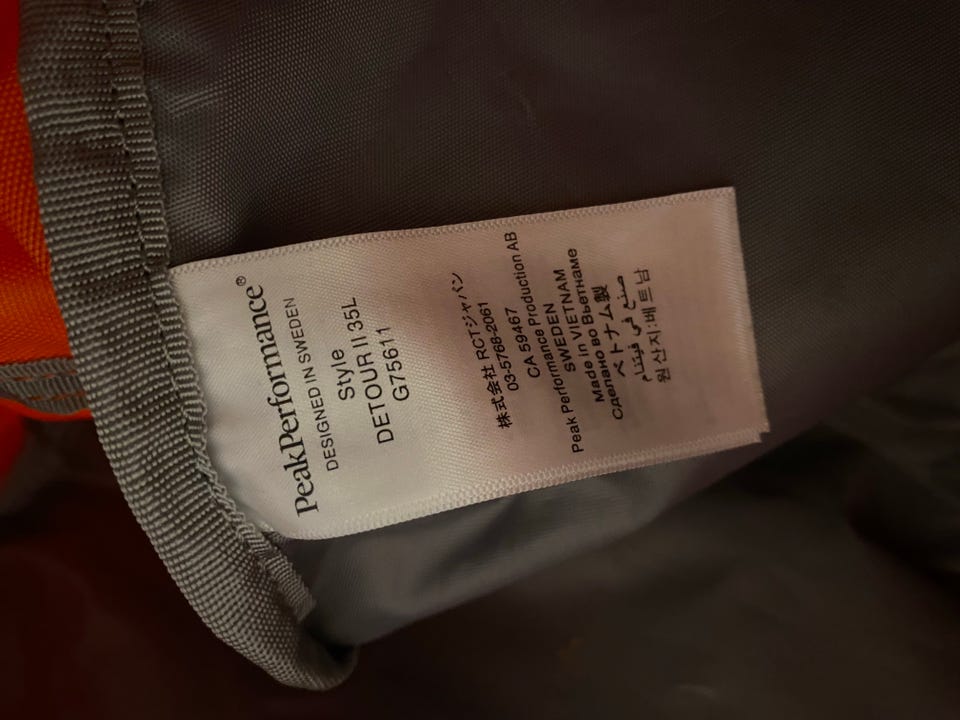 PeakPerformance®
DESIGNED IN SWEDEN
Style
DETOUR II 35L
G75611
株式会社 RCTジャパン
03-5768-2061
CA 59467
Peak Performance Production AB
SWEDEN
Made in VIETNAM
Сделано во Вьетнаме
ベトナム製
صنع في فيتنام
원산지:베트남